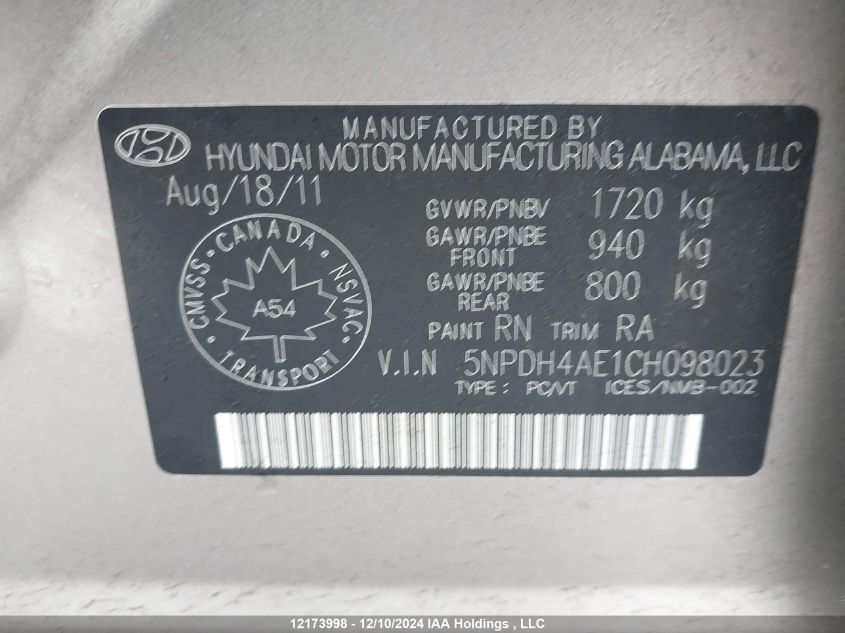 MANUFACTURED BY
HYUNDAI MOTOR MANUFACTURING ALABAMA, LLC
Aug/18/11
GVWR/PNBV 1720 kg
GAWR/PNBE FRONT 940 kg
GAWR/PNBE REAR 800 kg
PAINT RN TRIM RA
V.I.N 5NPDH4AE1CH098023
TYPE: PC/VT ICES/NMB-002
CMVSS · CANADA · NSVAC ·
TRANSPORT
A54
12173998 - 12/10/2024 IAA Holdings , LLC